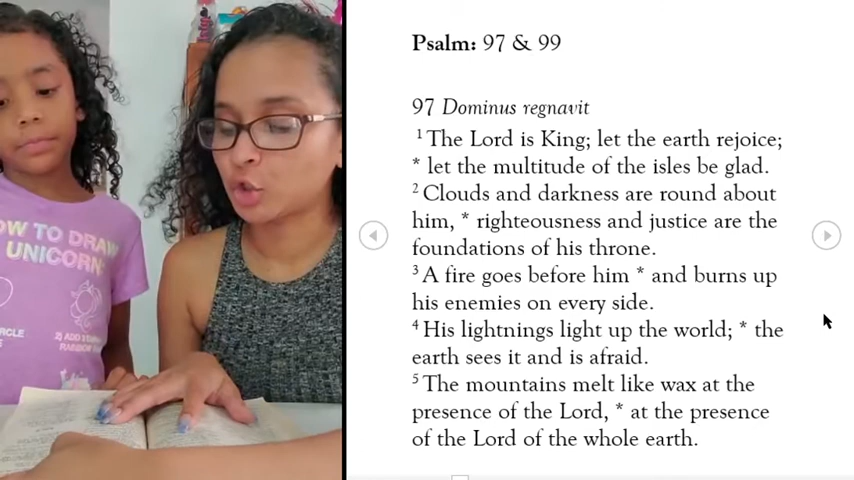 Psalm: 97 & 99
97 Dominus regnavit
1 The Lord is King; let the earth rejoice;
* let the multitude of the isles be glad.
2 Clouds and darkness are round about
him, * righteousness and justice are the
foundations of his throne.
3 A fire goes before him * and burns up
his enemies on every side.
4 His lightnings light up the world; * the
earth sees it and is afraid.
5 The mountains melt like wax at the
presence of the Lord, * at the presence
of the Lord of the whole earth.
OW TO DRAW
UNICORN